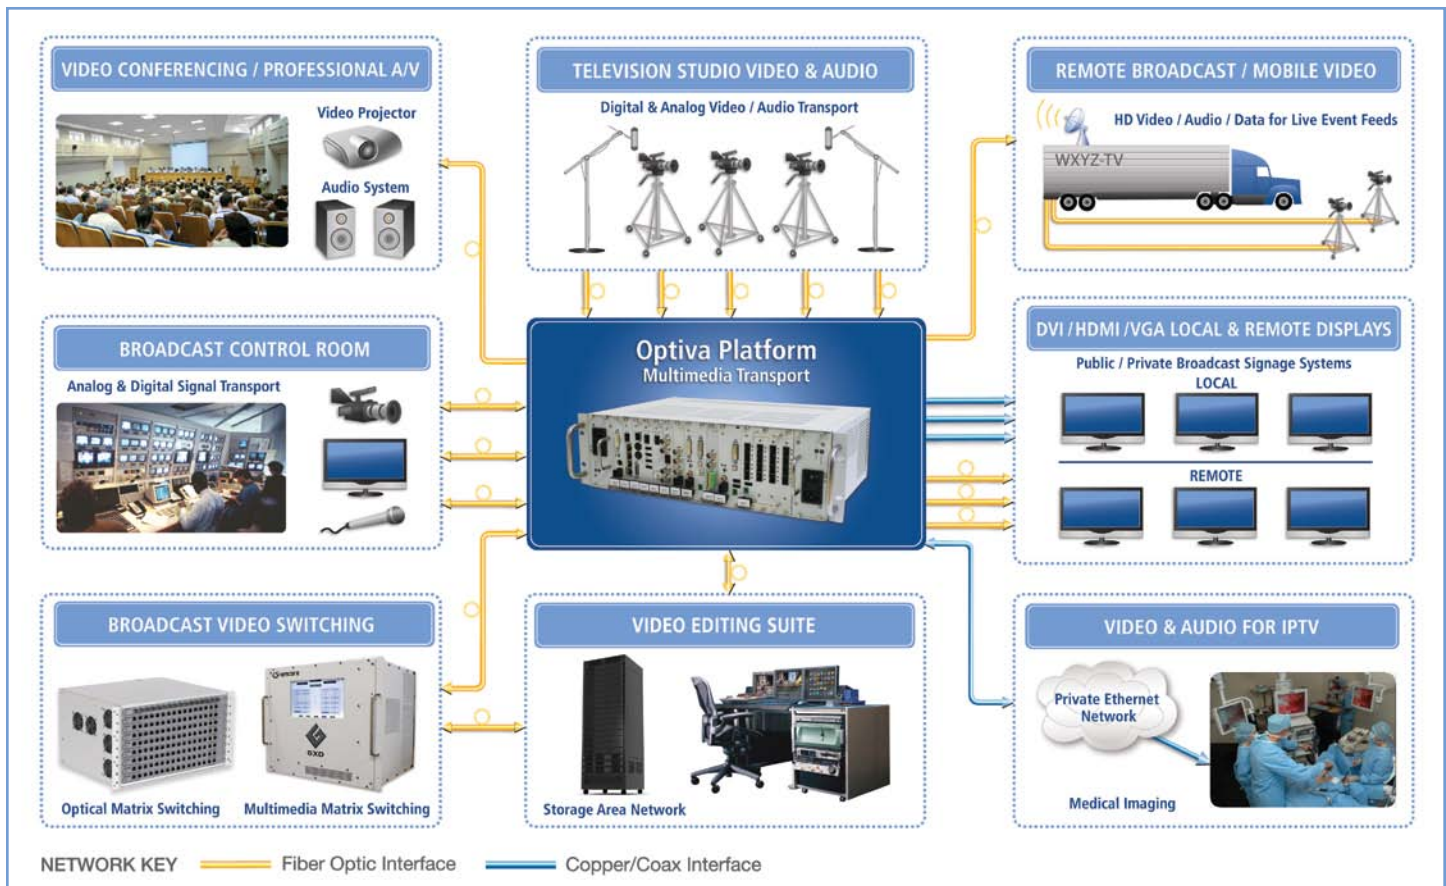 VIDEO CONFERENCING / PROFESSIONAL A/V
Video Projector
Audio System
TELEVISION STUDIO VIDEO & AUDIO
Digital & Analog Video / Audio Transport
REMOTE BROADCAST / MOBILE VIDEO
HD Video / Audio / Data for Live Event Feeds
WXYZ-TV
BROADCAST CONTROL ROOM
Analog & Digital Signal Transport
Optiva Platform
Multimedia Transport
DVI /HDMI /VGA LOCAL & REMOTE DISPLAYS
Public / Private Broadcast Signage Systems
LOCAL
REMOTE
BROADCAST VIDEO SWITCHING
GXD
Optical Matrix Switching
Multimedia Matrix Switching
VIDEO EDITING SUITE
Storage Area Network
VIDEO & AUDIO FOR IPTV
Private Ethernet
Network
Medical Imaging
NETWORK KEY
Fiber Optic Interface
Copper/Coax Interface